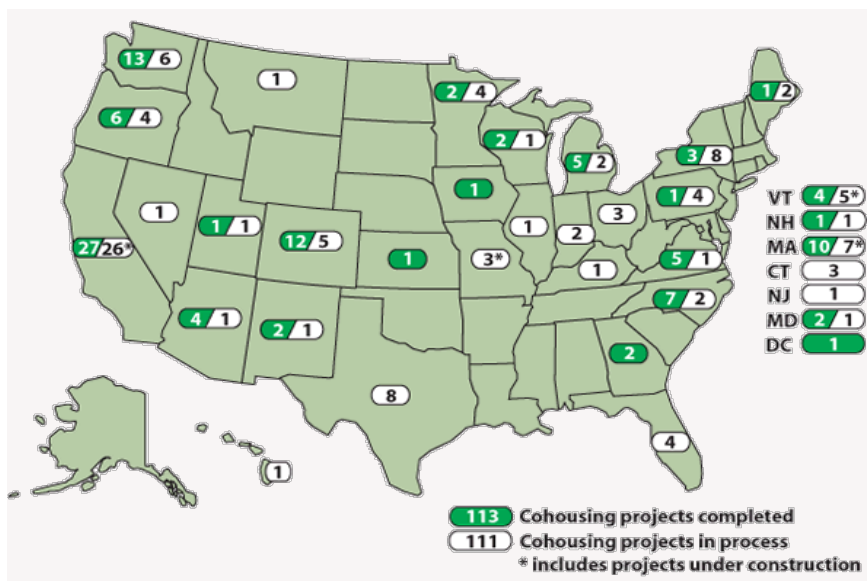 13/6
1
2/4
1/2
6/4
2/1
5/2
3/8
1
1/4
VT 4/5*
1
1/1
12/5
1
2
3
NH 1/1
27/26*
1
3*
1
5/1
MA 10/7*
CT 3
4/1
2/1
7/2
NJ 1
MD 2/1
2
DC 1
8
4
1
113 Cohousing projects completed
111 Cohousing projects in process
* includes projects under construction